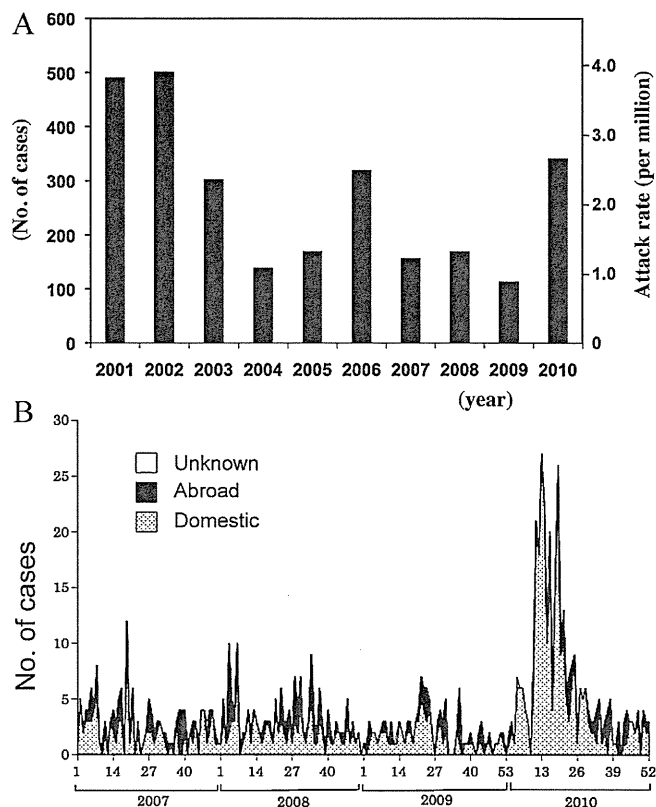 A
600
500
400
300
200
100
0
(No. of cases)
4.0
3.0
2.0
1.0
0
Attack rate (per million)
2001 2002 2003 2004 2005 2006 2007 2008 2009 2010
(year)
B
30
25
20
15
10
5
0
No. of cases
Unknown
Abroad
Domestic
1 14 27 40 1 14 27 40 1 14 27 40 53 13 26 39 52
2007 2008 2009 2010